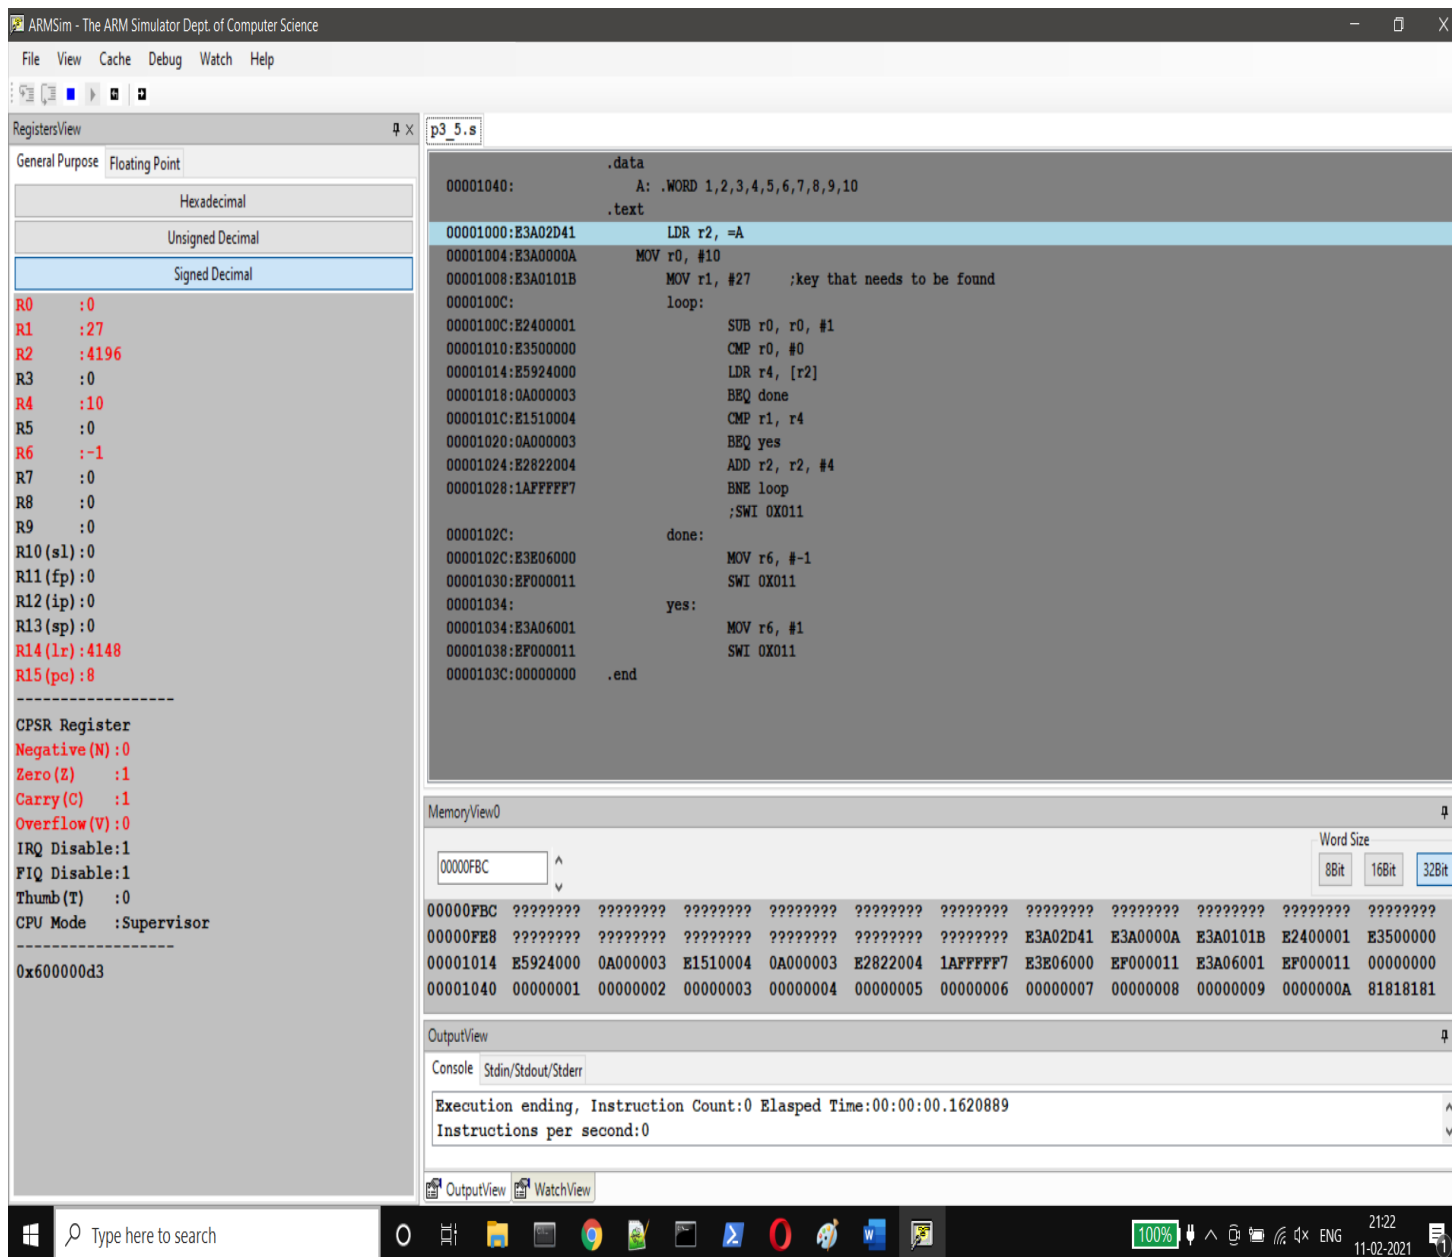 ARMSim - The ARM Simulator Dept. of Computer Science
File View Cache Debug Watch Help
RegistersView
General Purpose Floating Point
Hexadecimal
Unsigned Decimal
Signed Decimal
R0 :0
R1 :27
R2 :4196
R3 :0
R4 :10
R5 :0
R6 :-1
R7 :0
R8 :0
R9 :0
R10(sl):0
R11(fp):0
R12(ip):0
R13(sp):0
R14(lr):4148
R15(pc):8
------------------
CPSR Register
Negative(N):0
Zero(Z) :1
Carry(C) :1
Overflow(V):0
IRQ Disable:1
FIQ Disable:1
Thumb(T) :0
CPU Mode :Supervisor
------------------
0x600000d3
p3_5.s
.data
00001040: A: .WORD 1,2,3,4,5,6,7,8,9,10
.text
00001000:E3A02D41 LDR r2, =A
00001004:E3A0000A MOV r0, #10
00001008:E3A0101B MOV r1, #27 ;key that needs to be found
0000100C: loop:
0000100C:E2400001 SUB r0, r0, #1
00001010:E3500000 CMP r0, #0
00001014:E5924000 LDR r4, [r2]
00001018:0A000003 BEQ done
0000101C:E1510004 CMP r1, r4
00001020:0A000003 BEQ yes
00001024:E2822004 ADD r2, r2, #4
00001028:1AFFFFF7 BNE loop
;SWI 0X011
0000102C: done:
0000102C:E3E06000 MOV r6, #-1
00001030:EF000011 SWI 0X011
00001034: yes:
00001034:E3A06001 MOV r6, #1
00001038:EF000011 SWI 0X011
0000103C:00000000 .end
MemoryView0
Word Size
00000FBC
8Bit 16Bit 32Bit
00000FBC ???????? ???????? ???????? ???????? ???????? ???????? ???????? ???????? ???????? ???????? ????????
00000FE8 ???????? ???????? ???????? ???????? ???????? ???????? E3A02D41 E3A0000A E3A0101B E2400001 E3500000
00001014 E5924000 0A000003 E1510004 0A000003 E2822004 1AFFFFF7 E3E06000 EF000011 E3A06001 EF000011 00000000
00001040 00000001 00000002 00000003 00000004 00000005 00000006 00000007 00000008 00000009 0000000A 81818181
OutputView
Console Stdin/Stdout/Stderr
Execution ending, Instruction Count:0 Elasped Time:00:00:00.1620889
Instructions per second:0
OutputView WatchView
Type here to search
100% ENG
21:22
11-02-2021